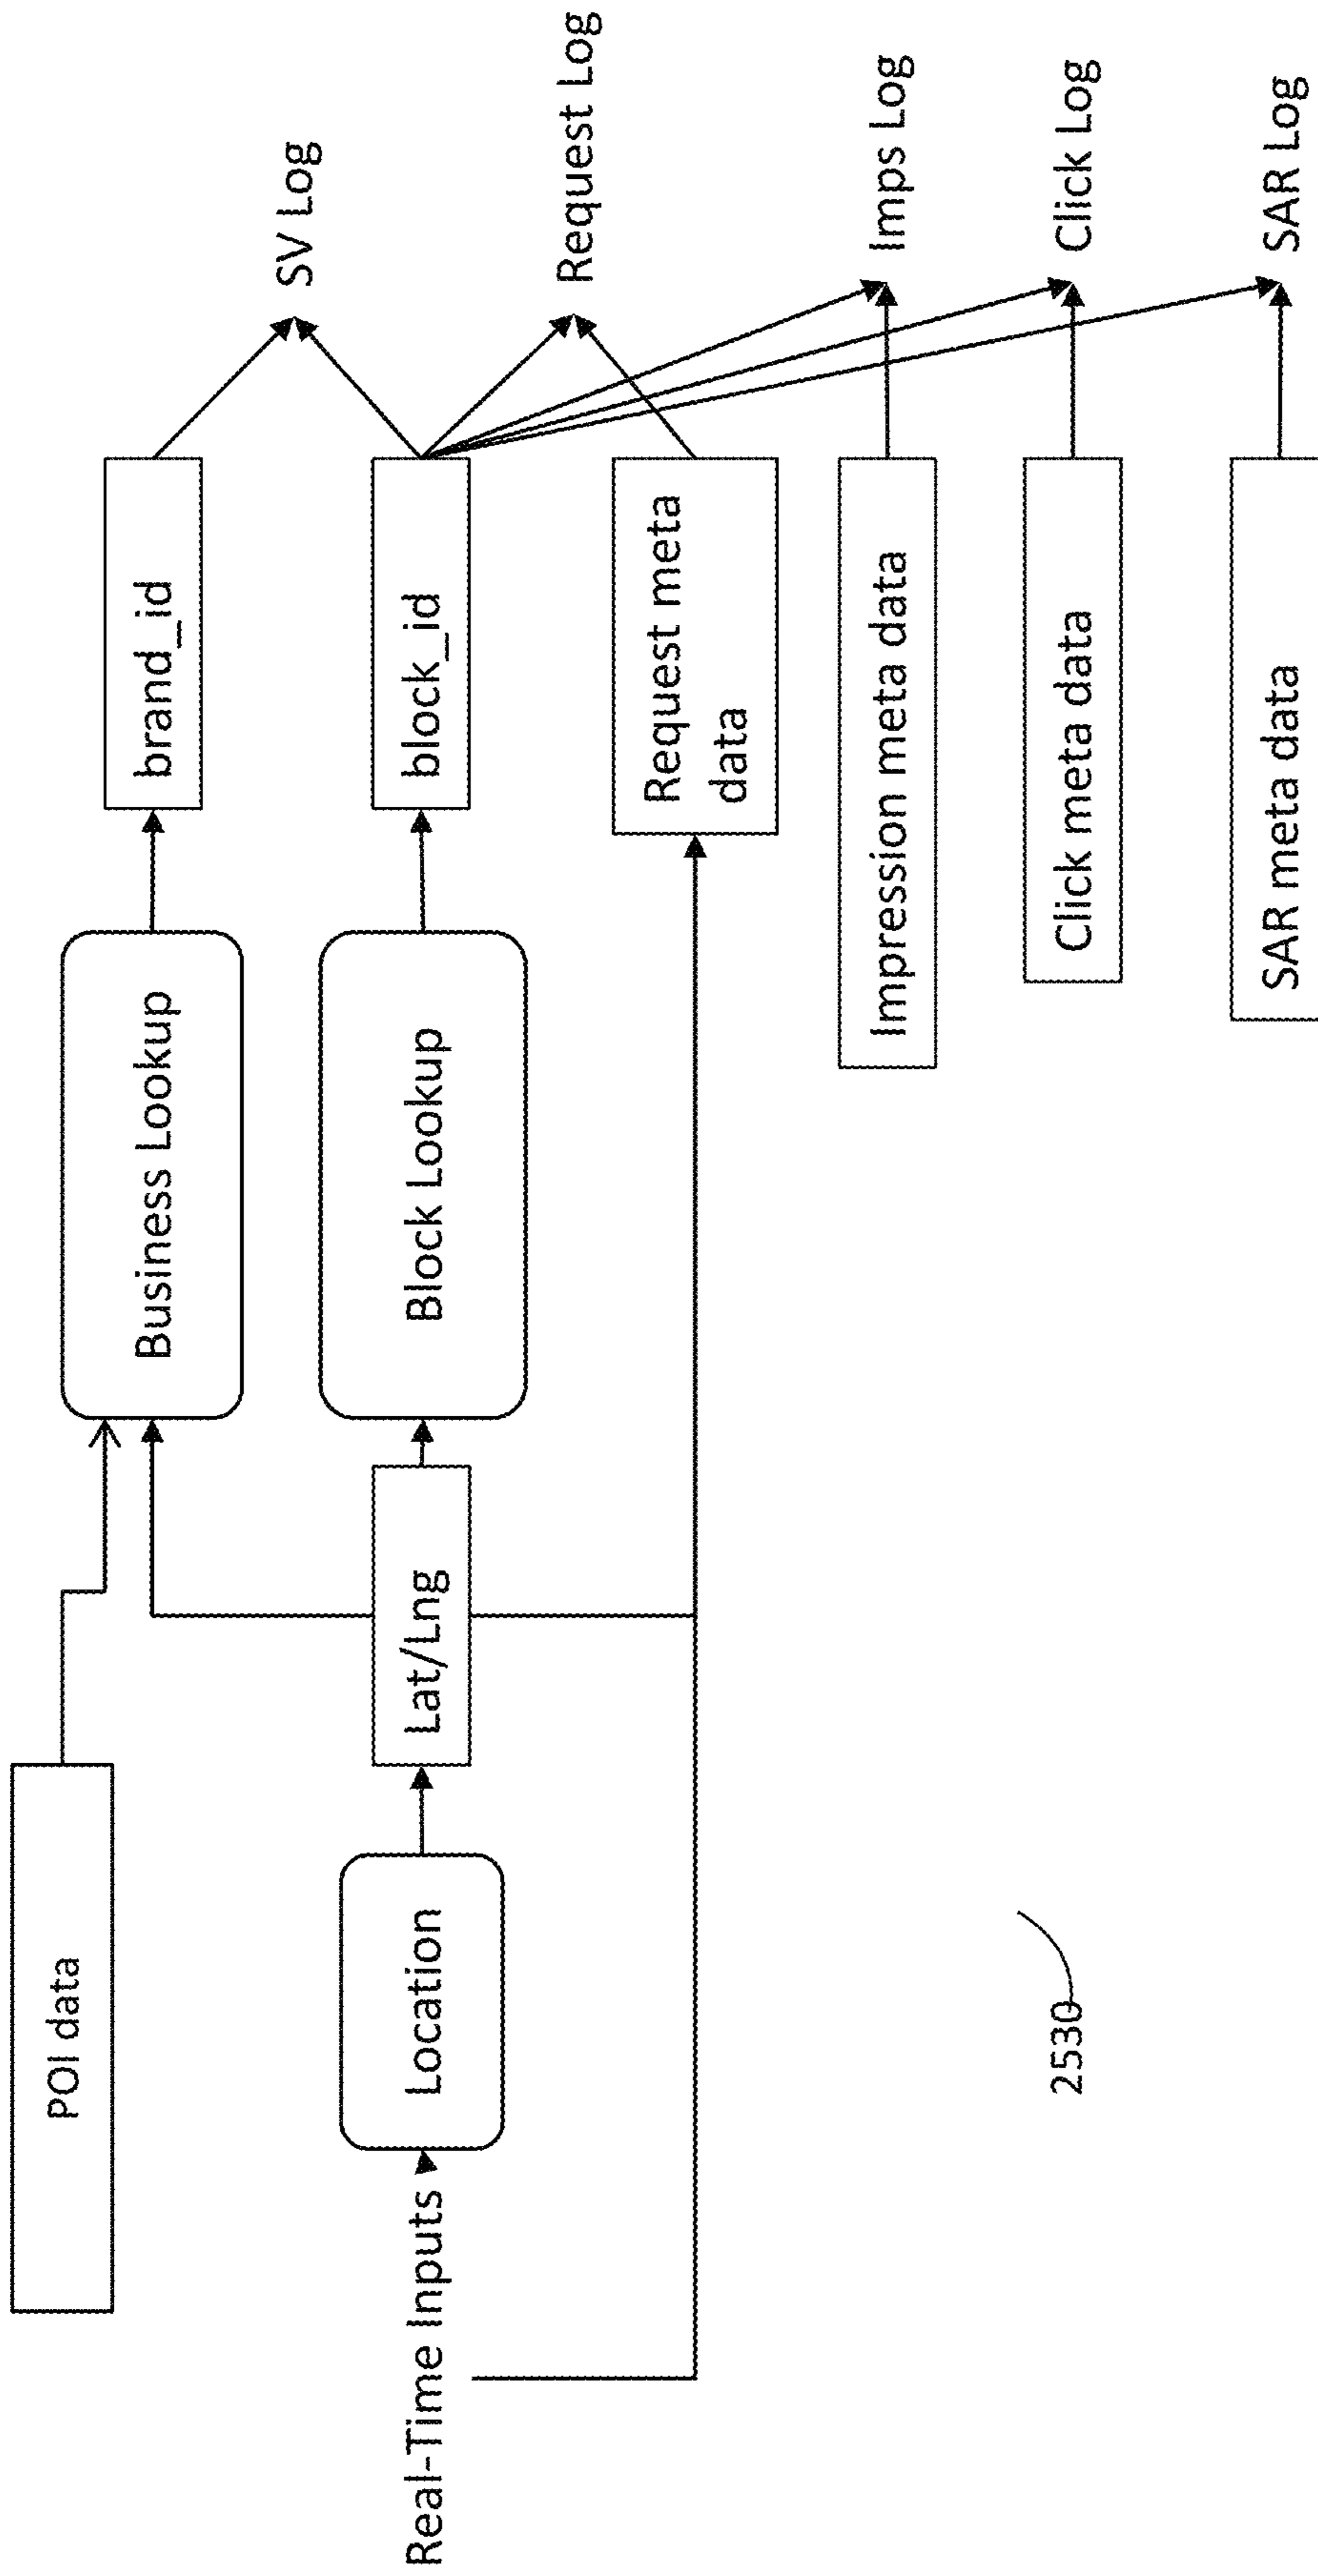 POI data
Business Lookup
brand_id
SV Log
Real-Time Inputs
Location
Lat/Lng
Block Lookup
block_id
Request Log
Request meta
data
Impression meta data
Imps Log
Click meta data
Click Log
SAR meta data
SAR Log
2530